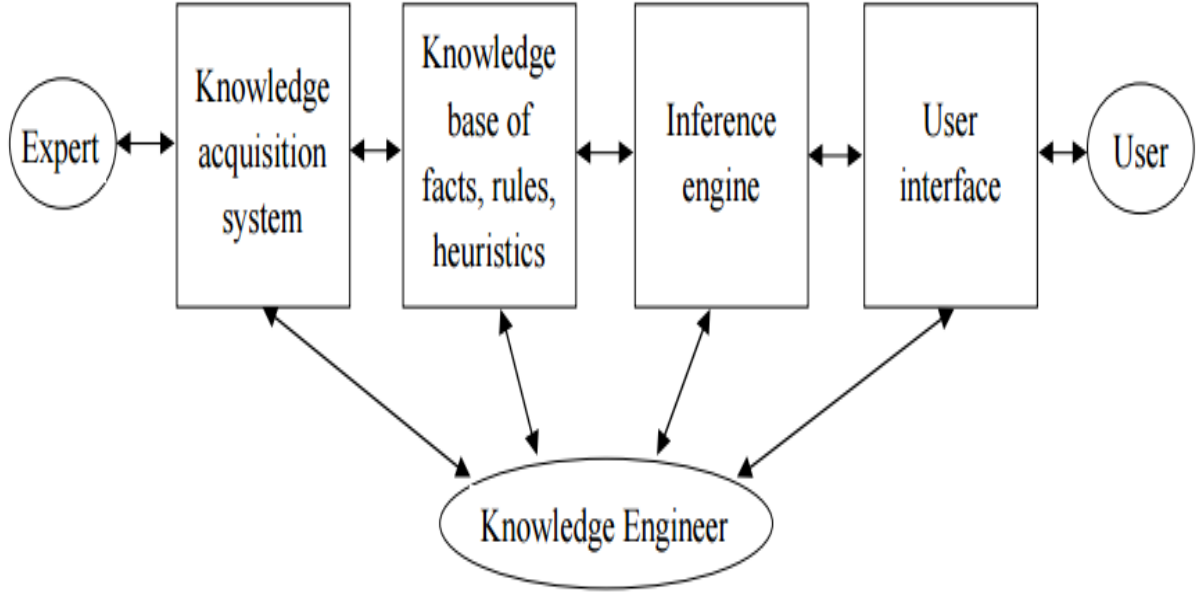 Expert
Knowledge
acquisition
system
Knowledge
base of
facts, rules,
heuristics
Inference
engine
User
interface
User
Knowledge Engineer